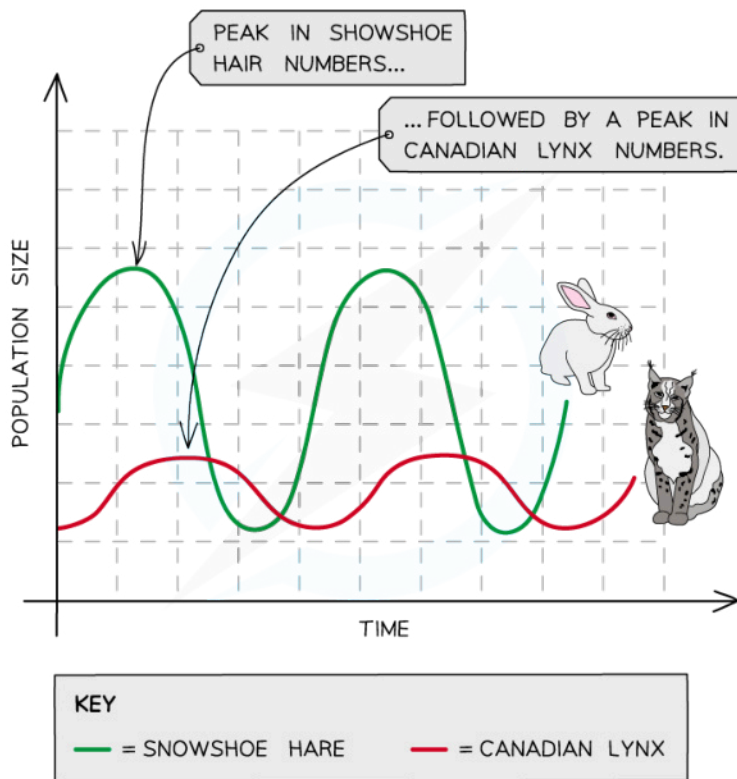 PEAK IN SHOWSHOE
HAIR NUMBERS...
...FOLLOWED BY A PEAK IN
CANADIAN LYNX NUMBERS.
POPULATION SIZE
TIME
KEY
= SNOWSHOE HARE
= CANADIAN LYNX